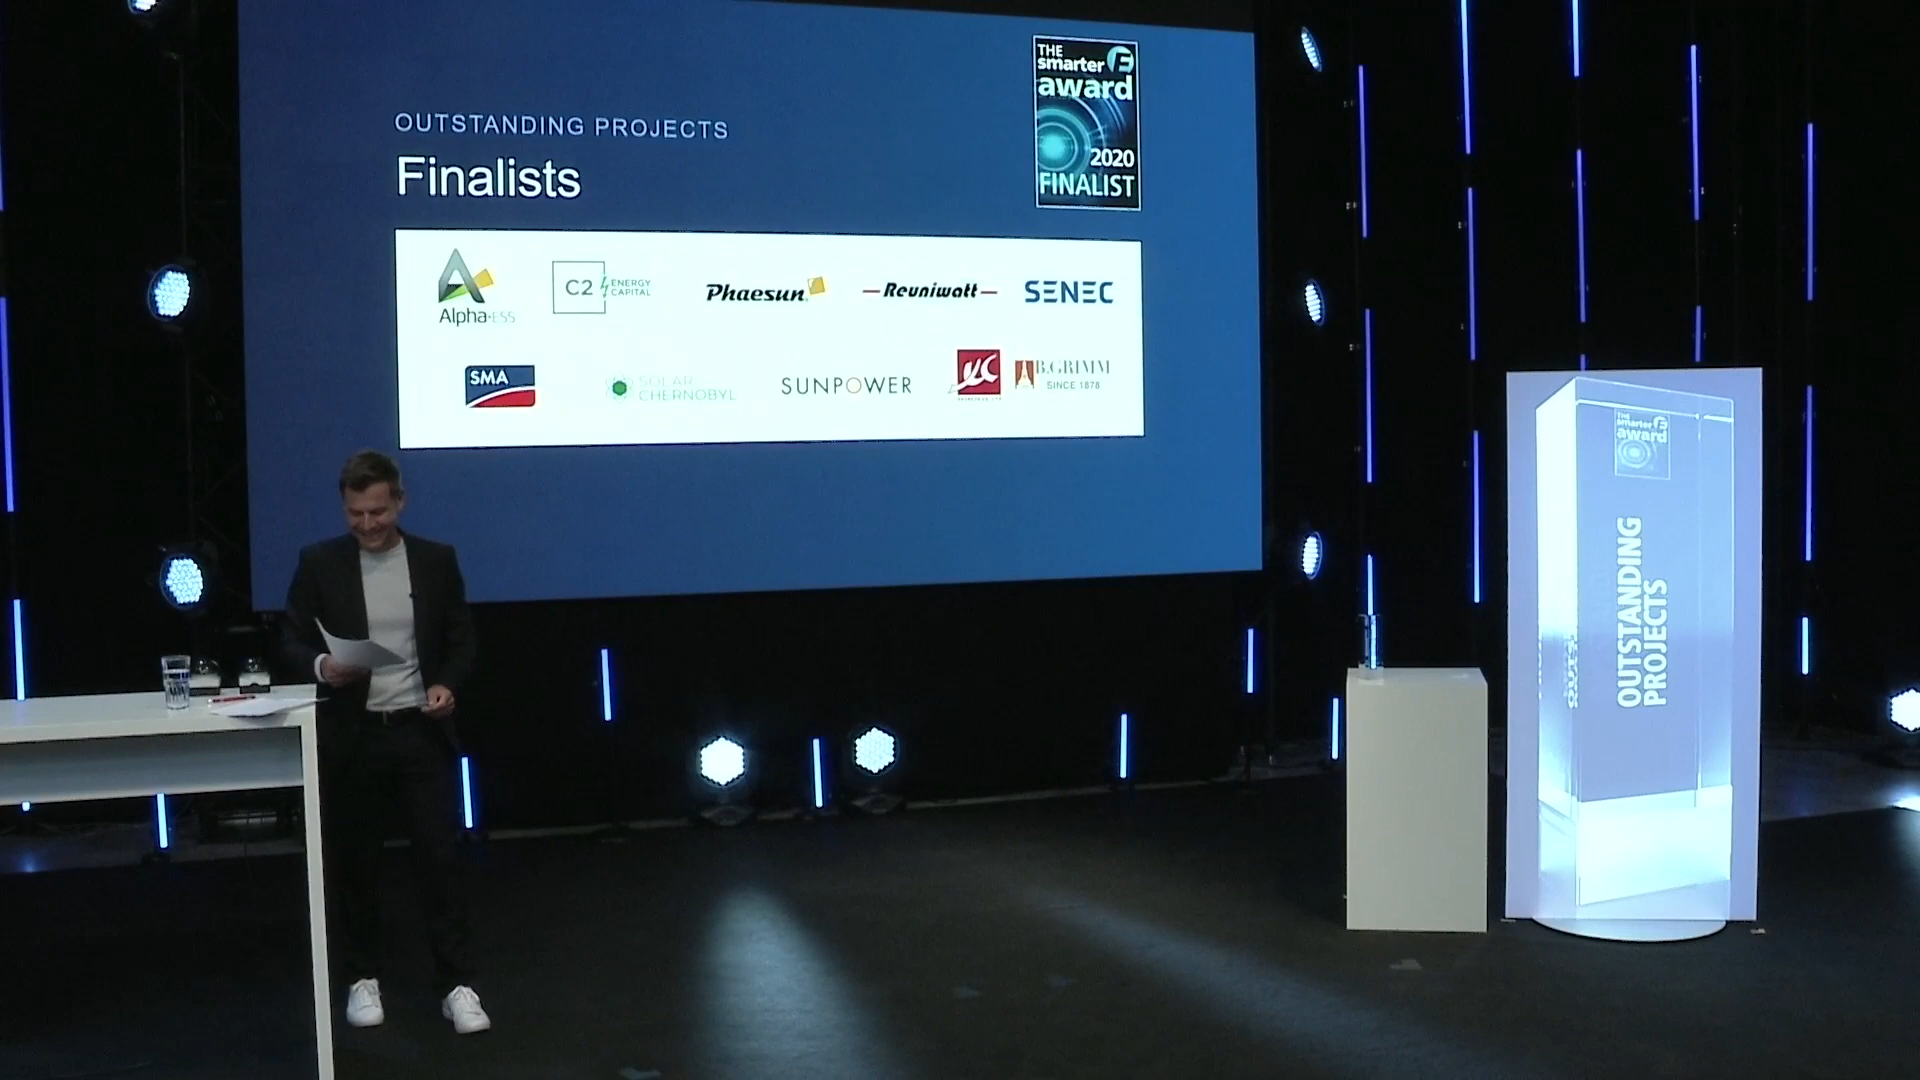 THE
smarter E
award
2020
FINALIST
OUTSTANDING PROJECTS
Finalists
Alpha-ESS
C2 ENERGY
CAPITAL
Phaesun
Reuniwatt
SENEC
SMA
SOLAR
CHERNOBYL
SUNPOWER
B.GRIMM
SINCE 1878
THE
smarter E
award
OUTSTANDING
PROJECTS